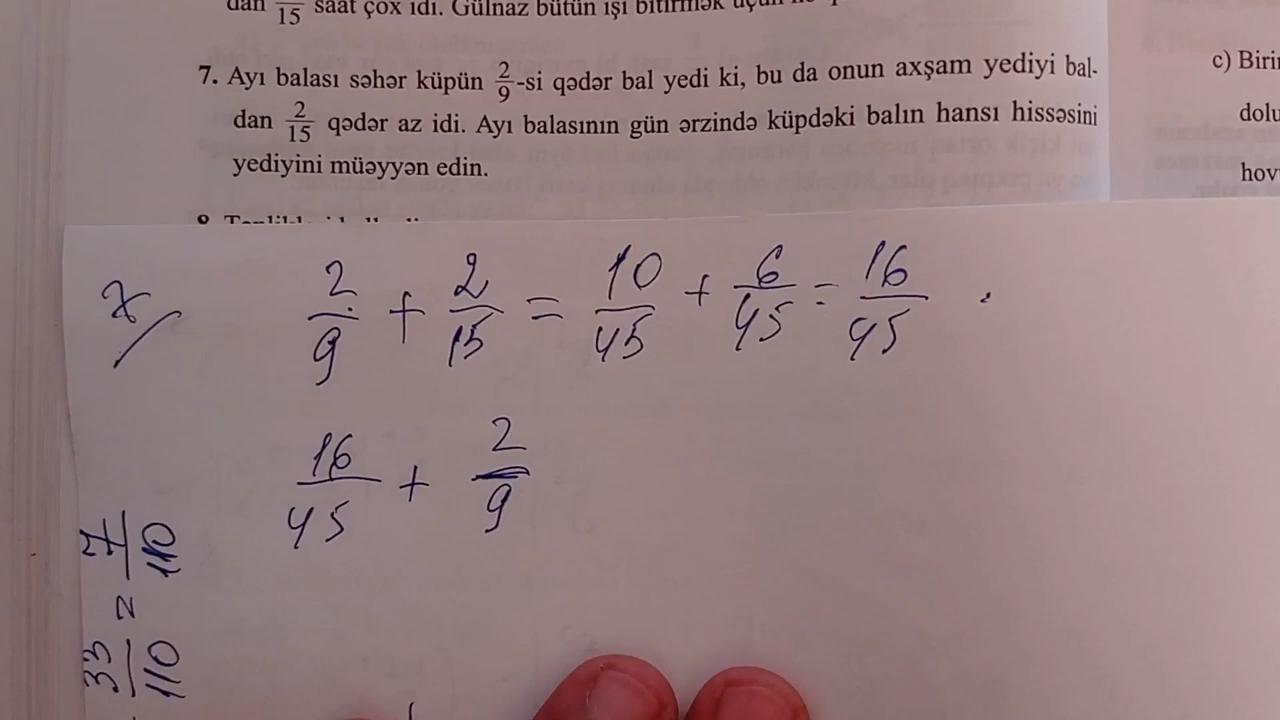 15 saat çox idi. Gülnaz bütün işi bitirmək üçün
7. Ayı balası səhər küpün 2/9-si qədər bal yedi ki, bu da onun axşam yediyi bal-
dan 2/15 qədər az idi. Ayı balasının gün ərzində küpdəki balın hansı hissəsini
yediyini müəyyən edin.
c) Biri
dolu
hov
7/ 2/9 + 2/15 = 10/45 + 6/45 = 16/45 .
16/45 + 2/9
33/110 = 7/110